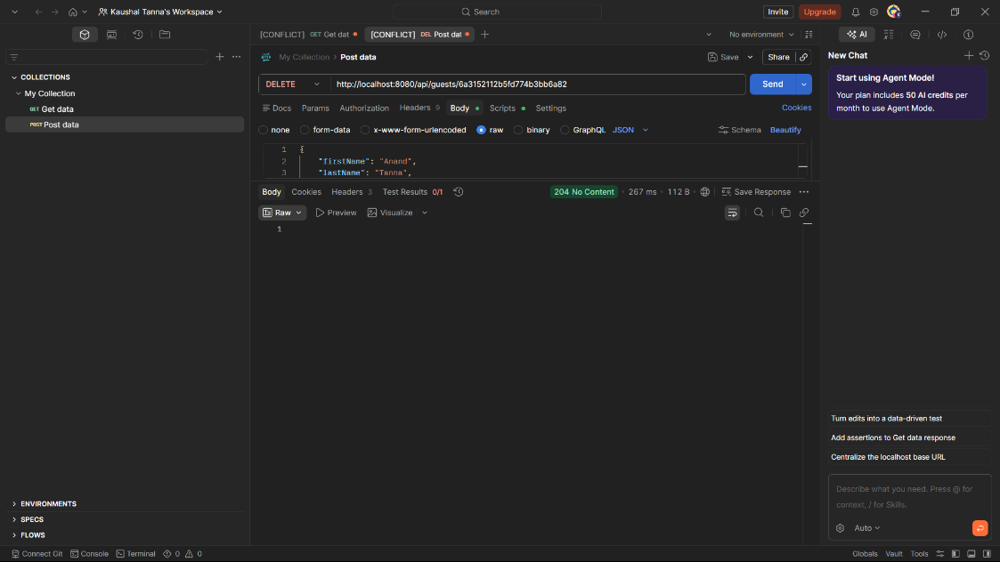 Kaushal Tanna's Workspace
Search
Invite
Upgrade
[CONFLICT] GET Get dat
[CONFLICT] DEL Post dat
No environment
AI
COLLECTIONS
My Collection
GET Get data
POST Post data
ENVIRONMENTS
SPECS
FLOWS
My Collection > Post data
Save
Share
DELETE
http://localhost:8080/api/guests/6a3152112b5fd774b3bb6a82
Send
Docs Params Authorization Headers 9 Body Scripts Settings
Cookies
none form-data x-www-form-urlencoded raw binary GraphQL JSON
Schema
Beautify
1 {
2 "firstName": "Anand",
3 "lastName": "Tanna",
Body Cookies Headers 3 Test Results 0/1
204 No Content 267 ms 112 B
Save Response
Raw Preview Visualize
1
New Chat
Start using Agent Mode!
Your plan includes 50 AI credits per
month to use Agent Mode.
Turn edits into a data-driven test
Add assertions to Get data response
Centralize the localhost base URL
Describe what you need. Press @ for
context, / for Skills.
Auto
Connect Git Console Terminal 0 0
Globals Vault Tools